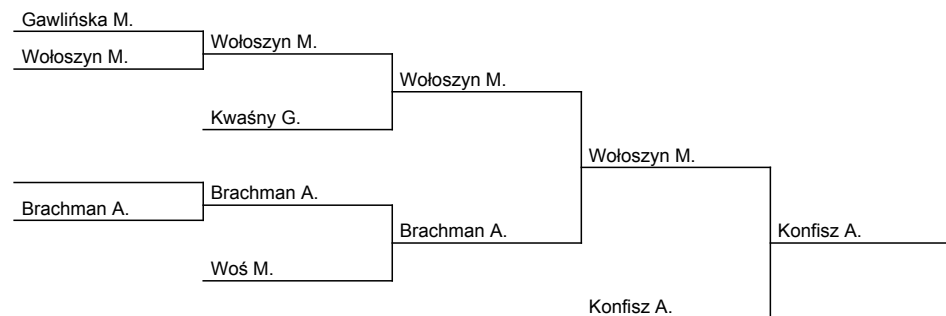 Gawlińska M.
Wołoszyn M.
Wołoszyn M.
Wołoszyn M.
Kwaśny G.
Wołoszyn M.
Brachman A.
Brachman A.
Brachman A.
Konfisz A.
Woś M.
Konfisz A.